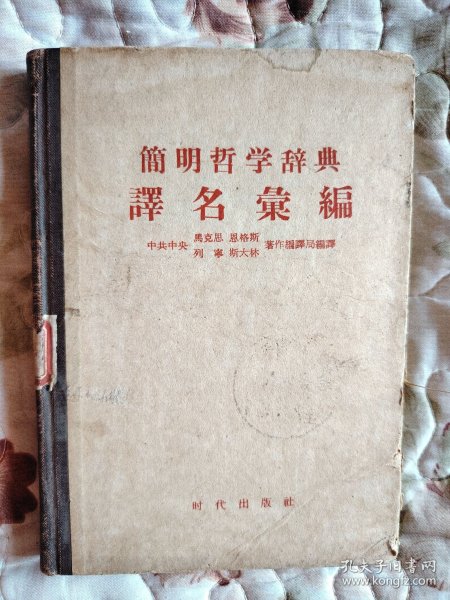 簡明哲学辞典
譯名彙編
中共中央 馬克思 恩格斯 列寧 斯大林 著作編譯局編譯
时代出版社
孔夫子旧书网
www.kongfz.com